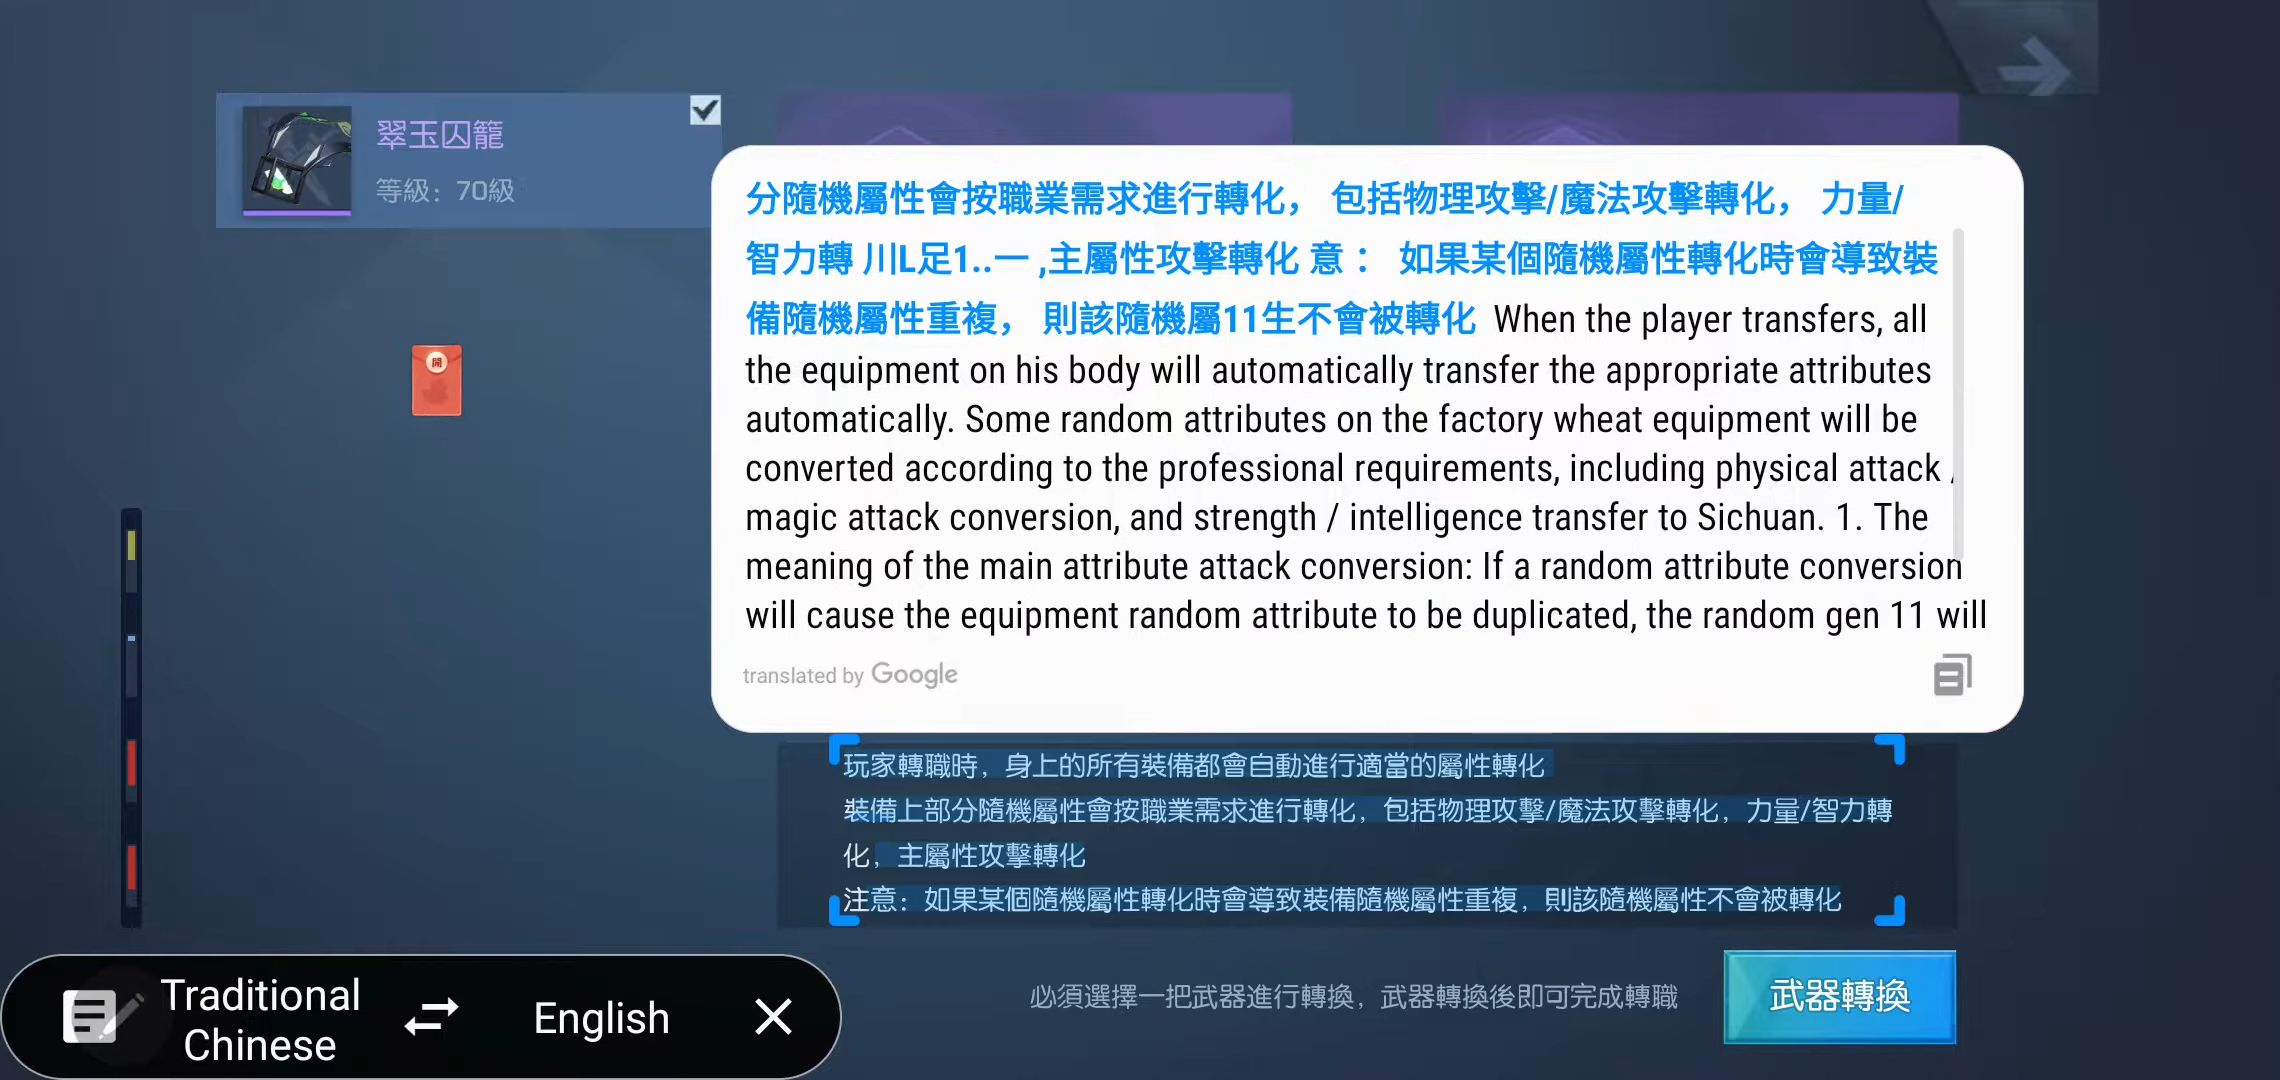 翠玉囚籠
等級：70級
開
分隨機屬性會按職業需求進行轉化， 包括物理攻擊/魔法攻擊轉化， 力量/
智力轉 川L足1..一 ,主屬性攻擊轉化 意： 如果某個隨機屬性轉化時會導致裝
備隨機屬性重複， 則該隨機屬11生不會被轉化 When the player transfers, all
the equipment on his body will automatically transfer the appropriate attributes
automatically. Some random attributes on the factory wheat equipment will be
converted according to the professional requirements, including physical attack /
magic attack conversion, and strength / intelligence transfer to Sichuan. 1. The
meaning of the main attribute attack conversion: If a random attribute conversion
will cause the equipment random attribute to be duplicated, the random gen 11 will
translated by Google
玩家轉職時，身上的所有裝備都會自動進行適當的屬性轉化
裝備上部分隨機屬性會按職業需求進行轉化，包括物理攻擊/魔法攻擊轉化，力量/智力轉
化，主屬性攻擊轉化
注意：如果某個隨機屬性轉化時會導致裝備隨機屬性重複，則該隨機屬性不會被轉化
必須選擇一把武器進行轉換，武器轉換後即可完成轉職
武器轉換
Traditional
Chinese
English